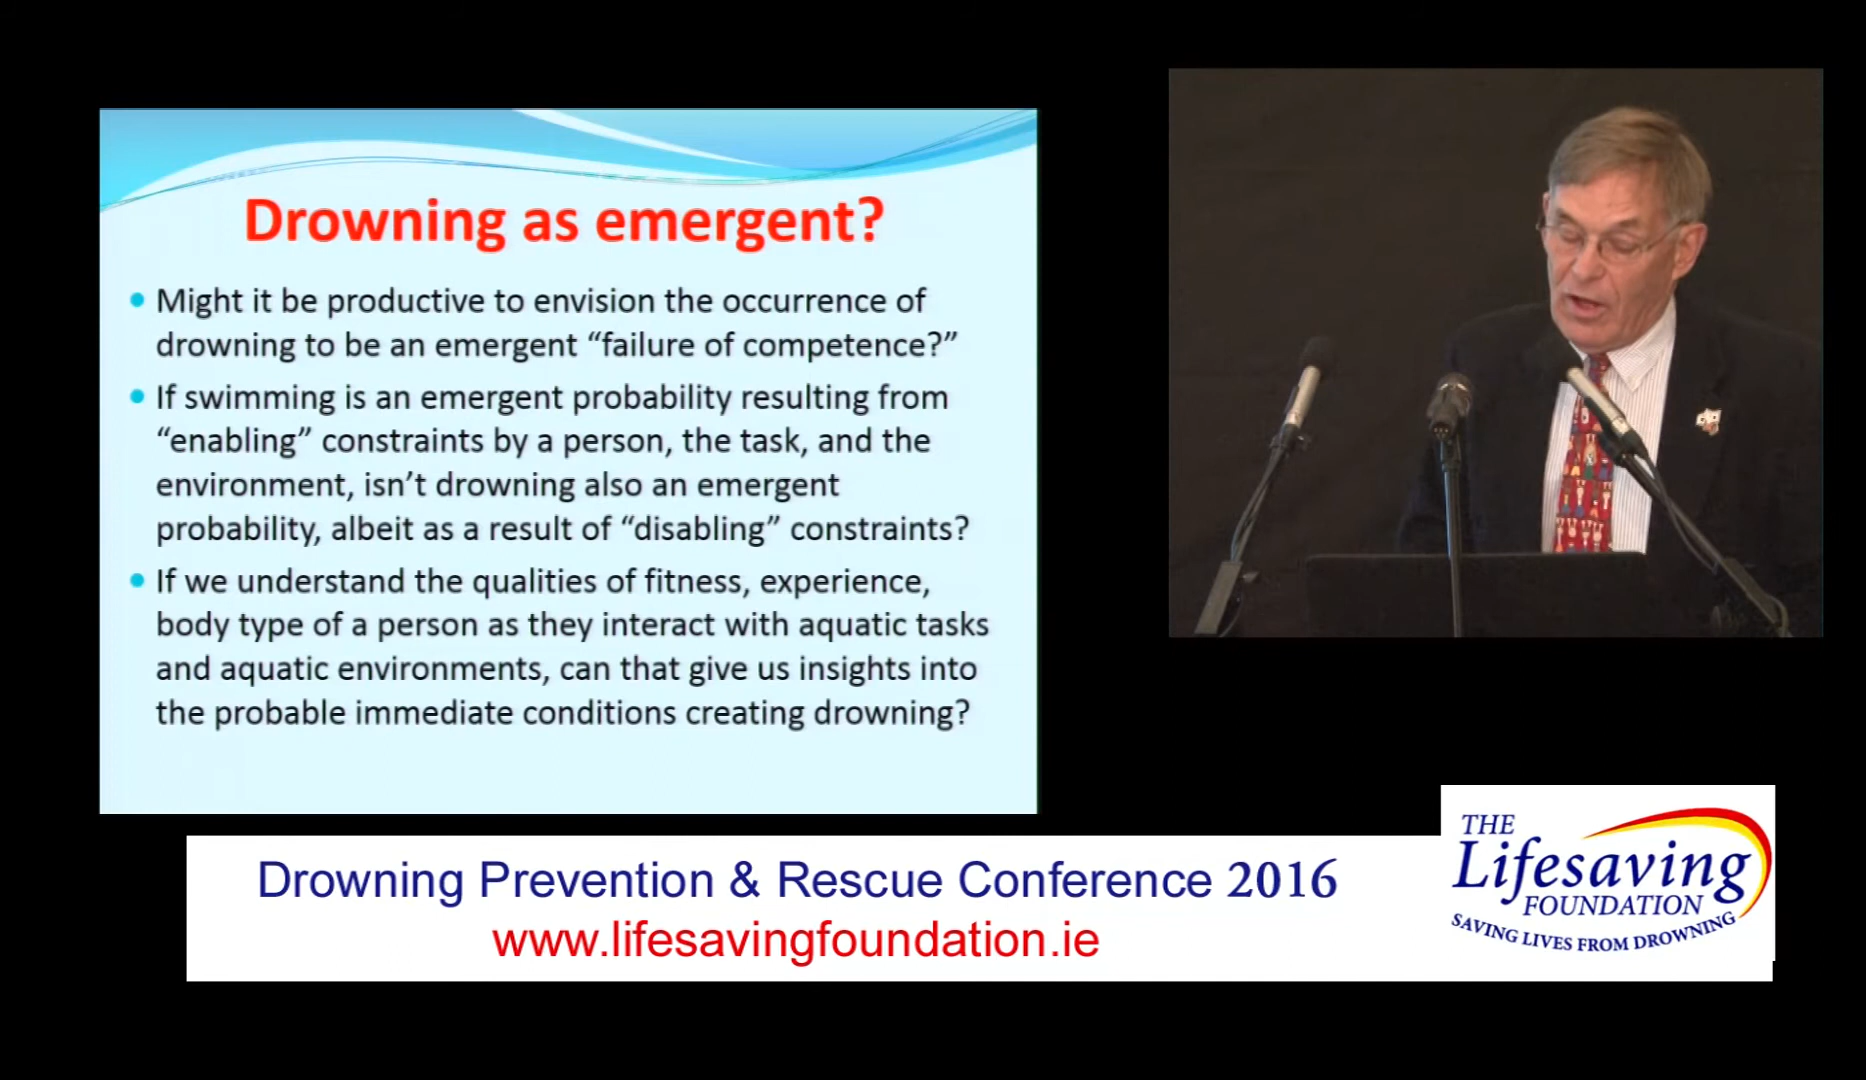 Drowning as emergent?
• Might it be productive to envision the occurrence of
drowning to be an emergent “failure of competence?”
• If swimming is an emergent probability resulting from
“enabling” constraints by a person, the task, and the
environment, isn’t drowning also an emergent
probability, albeit as a result of “disabling” constraints?
• If we understand the qualities of fitness, experience,
body type of a person as they interact with aquatic tasks
and aquatic environments, can that give us insights into
the probable immediate conditions creating drowning?
Drowning Prevention & Rescue Conference 2016
www.lifesavingfoundation.ie
THE
Lifesaving
FOUNDATION
SAVING LIVES FROM DROWNING